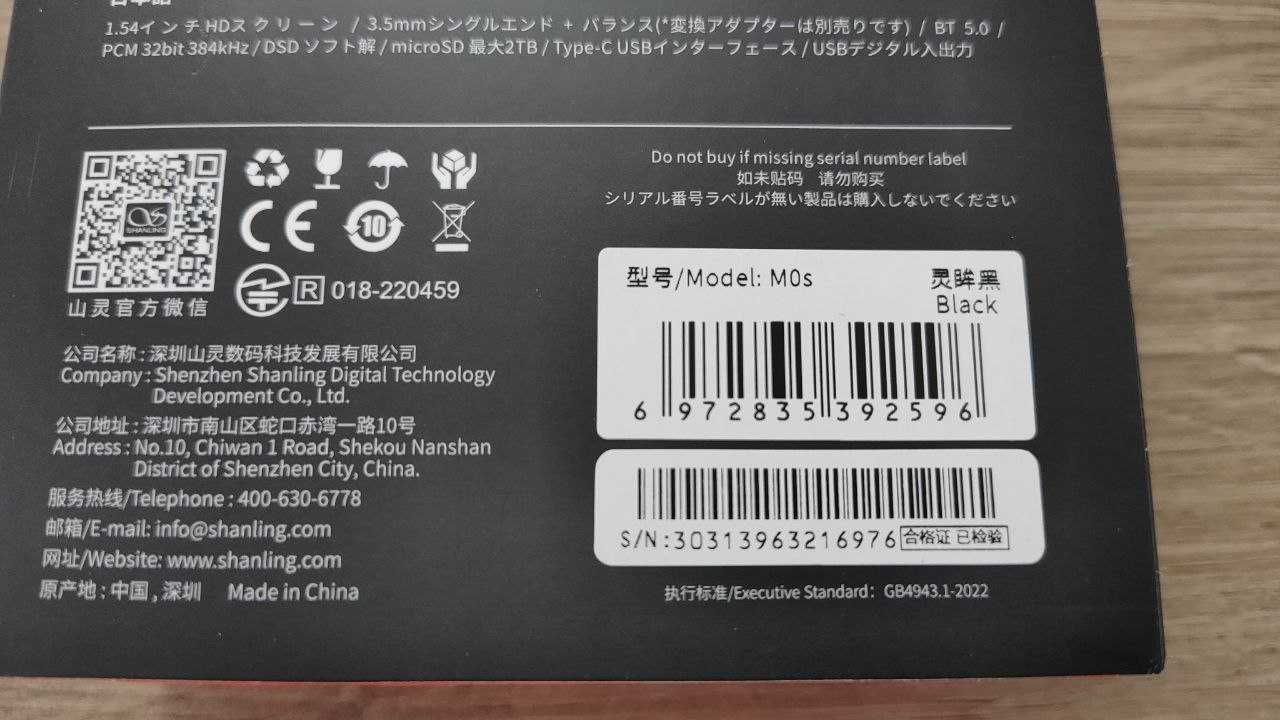 1.54インチHDスクリーン / 3.5mmシングルエンド + バランス(*変換アダプターは別売りです) / BT 5.0 /
PCM 32bit 384kHz / DSD ソフト解 / microSD 最大2TB / Type-C USBインターフェース / USBデジタル入出力
SHANLING
10
山灵官方微信
R 018-220459
公司名称 : 深圳山灵数码科技发展有限公司
Company : Shenzhen Shanling Digital Technology
Development Co., Ltd.
公司地址 : 深圳市南山区蛇口赤湾一路10号
Address : No.10, Chiwan 1 Road, Shekou Nanshan
District of Shenzhen City, China.
服务热线/Telephone : 400-630-6778
邮箱/E-mail: info@shanling.com
网址/Website: www.shanling.com
原产地 : 中国 , 深圳 Made in China
Do not buy if missing serial number label
如未贴码 请勿购买
シリアル番号ラベルが無い製品は購入しないでください
型号/Model: M0s
灵眸黑
Black
6 972835 392596
S/N:30313963216976 合格证 已检验
执行标准/Executive Standard: GB4943.1-2022